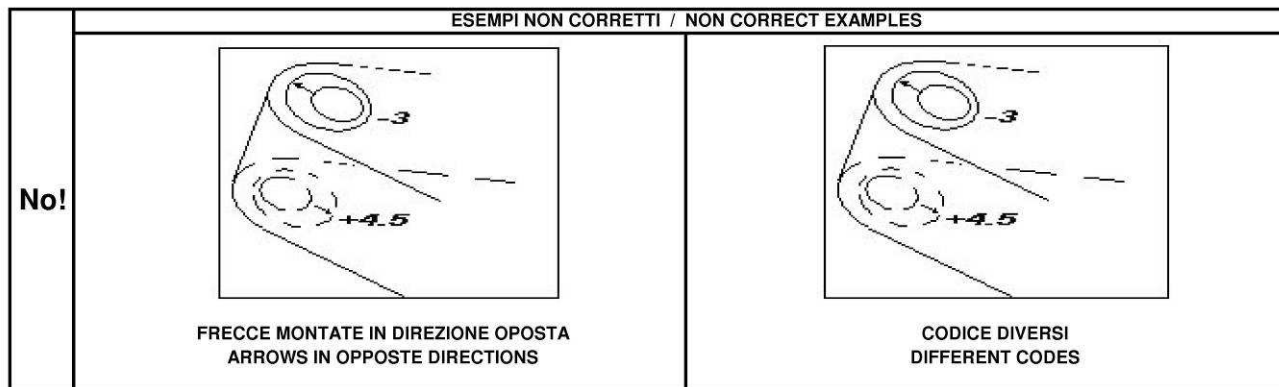 ESEMPI NON CORRETTI / NON CORRECT EXAMPLES
No!
-3
+4.5
FRECCE MONTATE IN DIREZIONE OPOSTA
ARROWS IN OPPOSTE DIRECTIONS
-3
+4.5
CODICE DIVERSI
DIFFERENT CODES